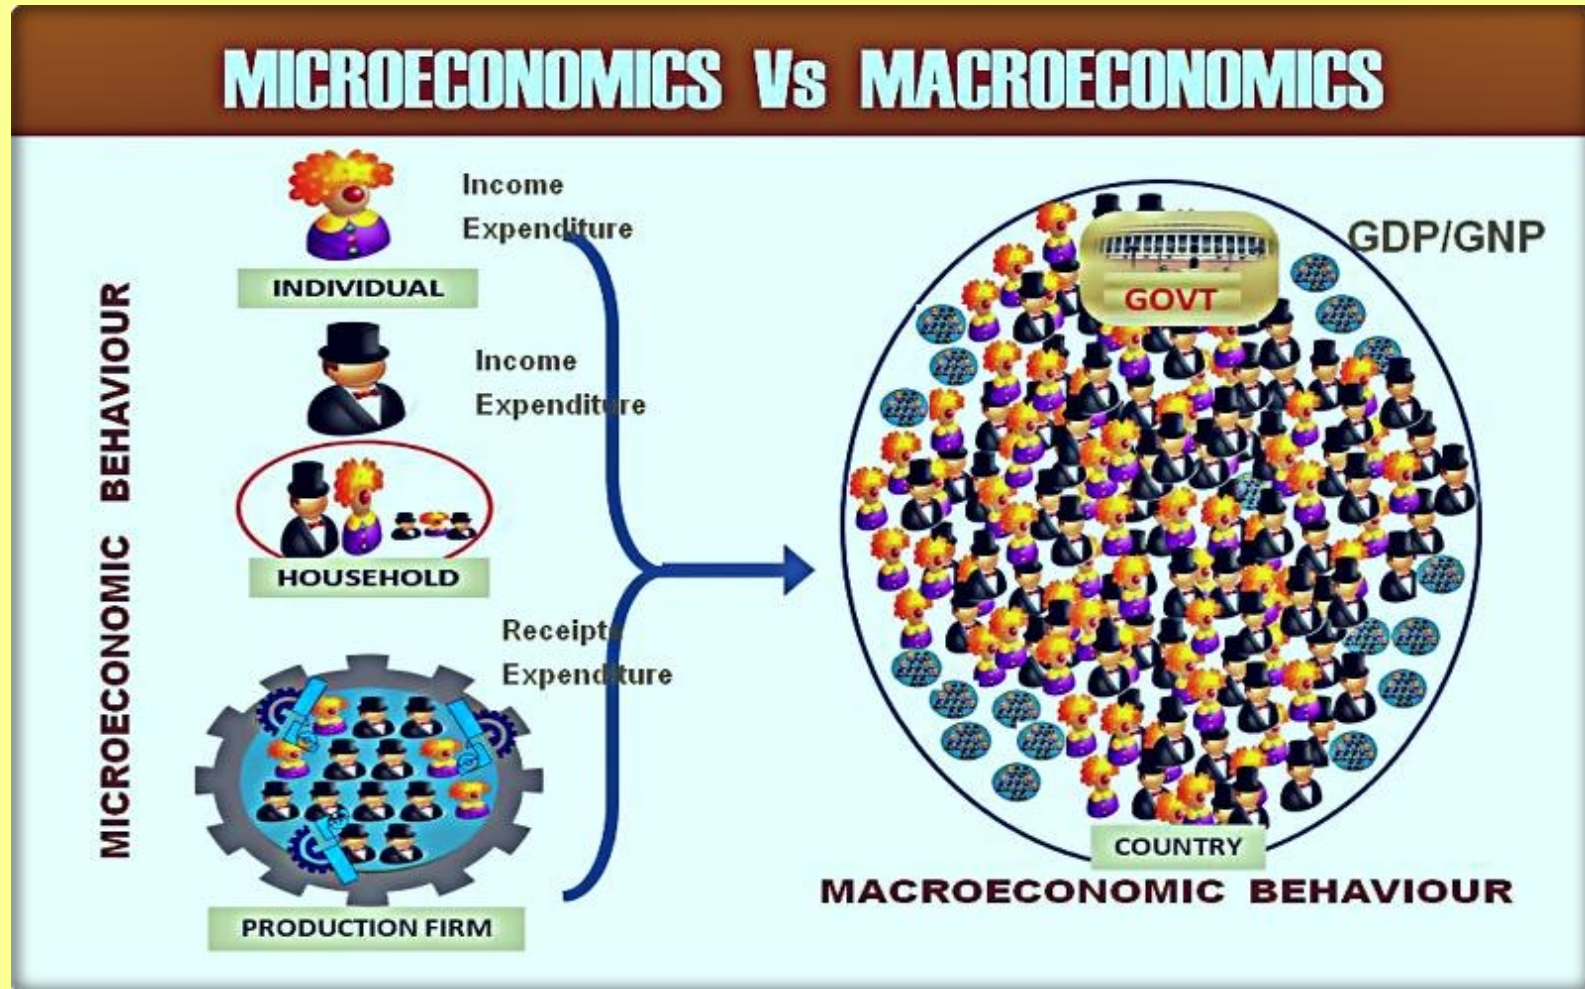 MICROECONOMICS Vs MACROECONOMICS
MICROECONOMIC BEHAVIOUR
Income
Expenditure
INDIVIDUAL
Income
Expenditure
HOUSEHOLD
Receipts
Expenditure
PRODUCTION FIRM
GDP/GNP
GOVT
COUNTRY
MACROECONOMIC BEHAVIOUR